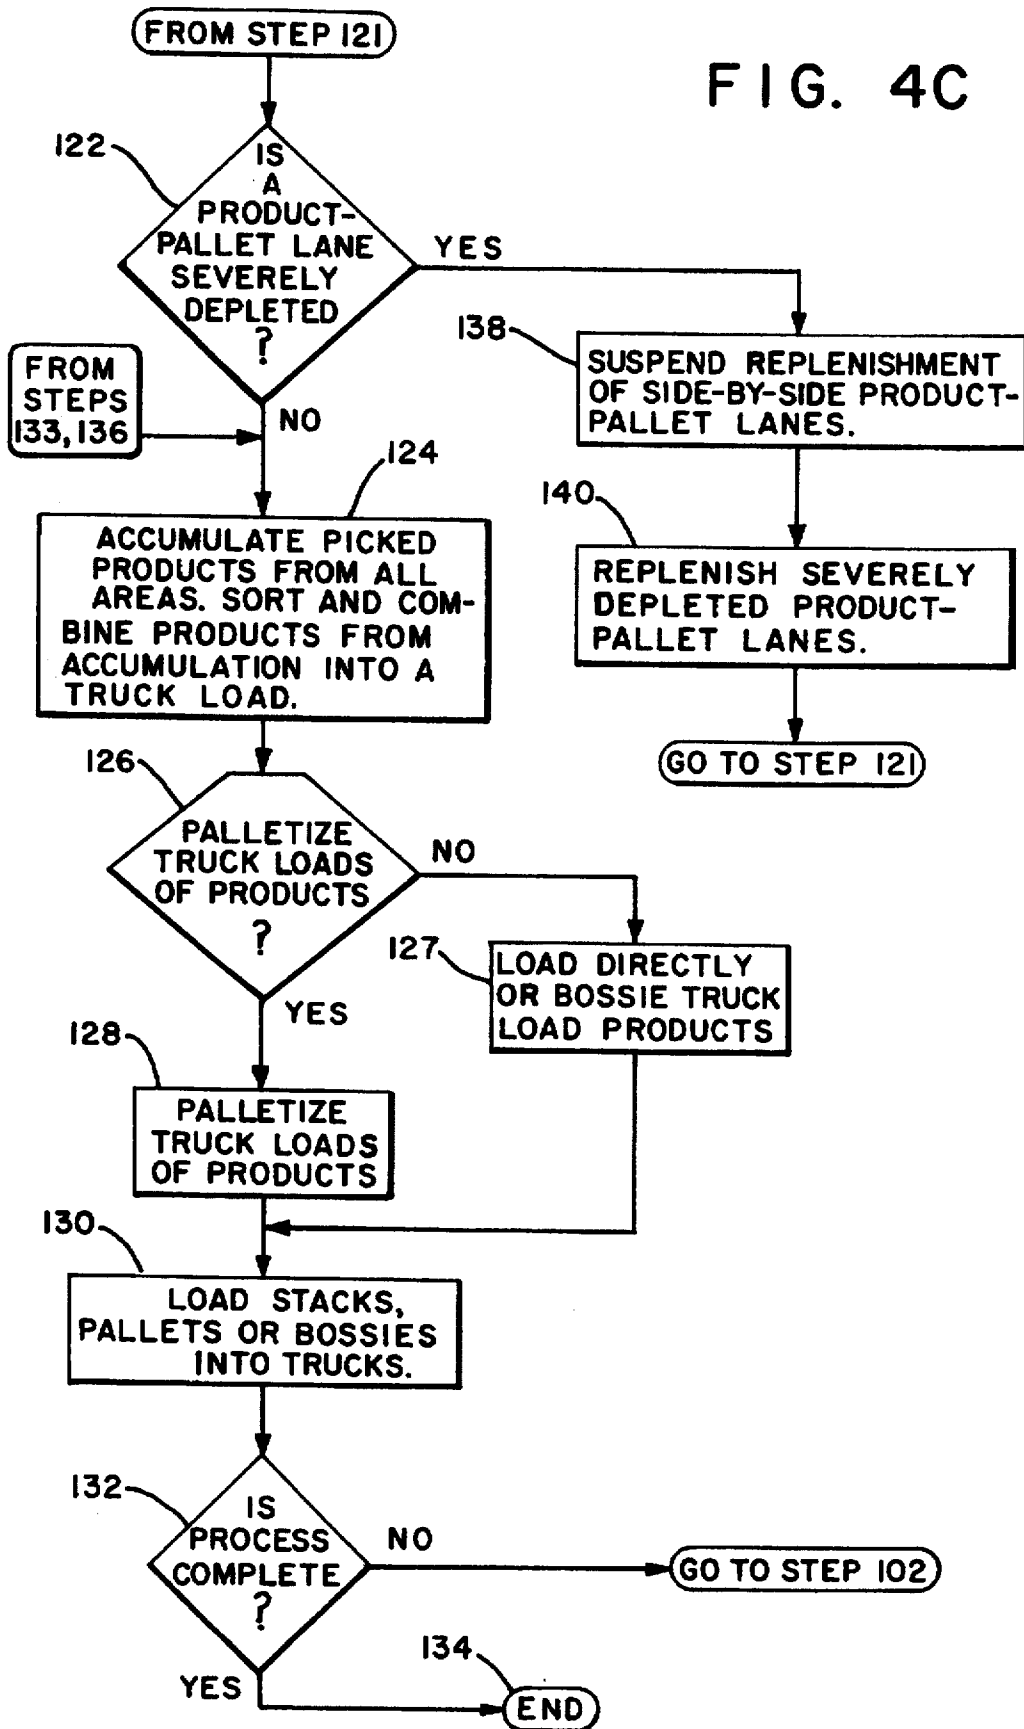 FROM STEP 121
FIG. 4C
122
IS
A
PRODUCT-
PALLET LANE
SEVERELY
DEPLETED
?
YES
NO
FROM
STEPS
133, 136
138
SUSPEND REPLENISHMENT
OF SIDE-BY-SIDE PRODUCT-
PALLET LANES.
140
REPLENISH SEVERELY
DEPLETED PRODUCT-
PALLET LANES.
GO TO STEP 121
124
ACCUMULATE PICKED
PRODUCTS FROM ALL
AREAS. SORT AND COM-
BINE PRODUCTS FROM
ACCUMULATION INTO A
TRUCK LOAD.
126
PALLETIZE
TRUCK LOADS
OF PRODUCTS
?
NO
YES
127
LOAD DIRECTLY
OR BOSSIE TRUCK
LOAD PRODUCTS
128
PALLETIZE
TRUCK LOADS
OF PRODUCTS
130
LOAD STACKS,
PALLETS OR BOSSIES
INTO TRUCKS.
132
IS
PROCESS
COMPLETE
?
NO
GO TO STEP 102
YES
134
END